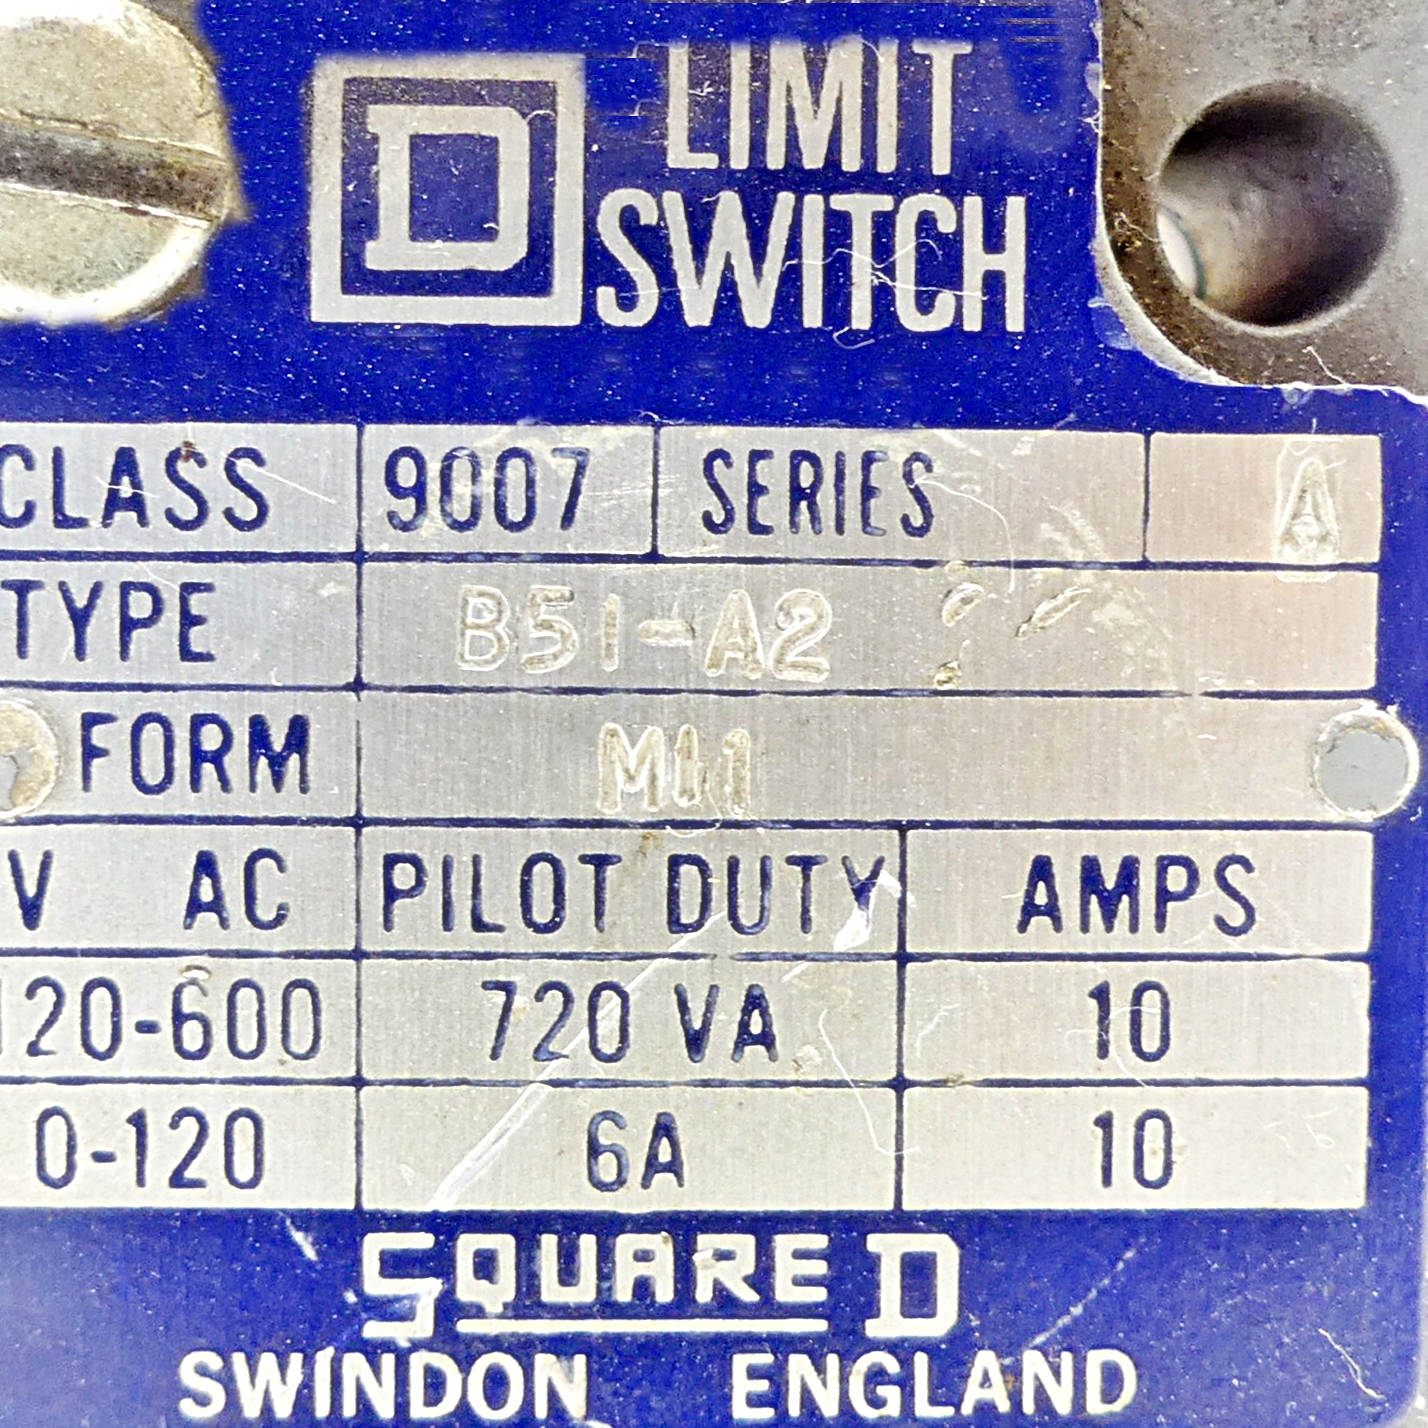 D LIMIT
SWITCH
CLASS 9007 SERIES A
TYPE B51-A2
FORM M11
V AC PILOT DUTY AMPS
120-600 720 VA 10
0-120 6A 10
SQUARE D
SWINDON ENGLAND